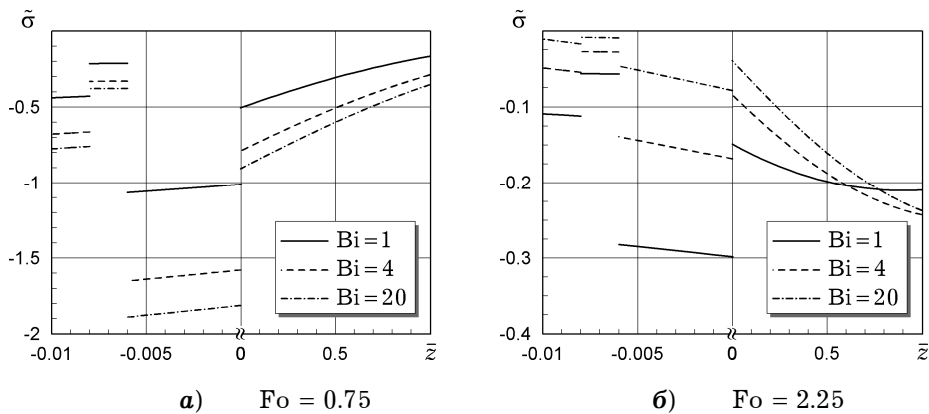 σ̃
-0.5
-1
-1.5
-2
-0.01 -0.005 0 0.5 z̄
Bi = 1
Bi = 4
Bi = 20
а) Fo = 0.75
σ̃
-0.1
-0.2
-0.3
-0.4
-0.01 -0.005 0 0.5 z̄
Bi = 1
Bi = 4
Bi = 20
б) Fo = 2.25